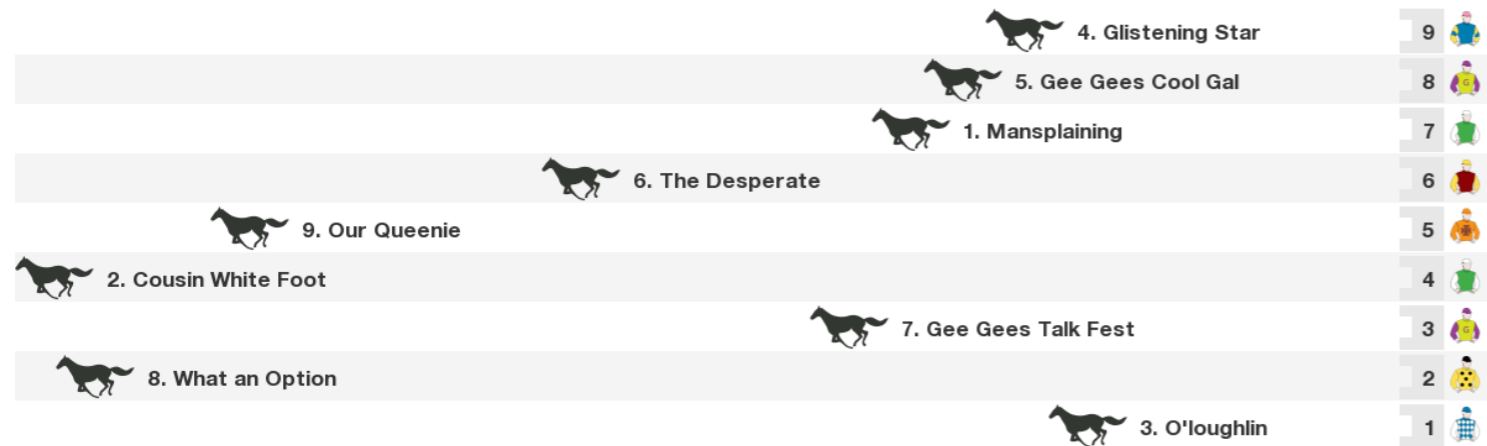 4. Glistening Star 9
5. Gee Gees Cool Gal 8 G
1. Mansplaining 7
6. The Desperate 6
9. Our Queenie 5
2. Cousin White Foot 4
7. Gee Gees Talk Fest 3 G
8. What an Option 2
3. O'loughlin 1